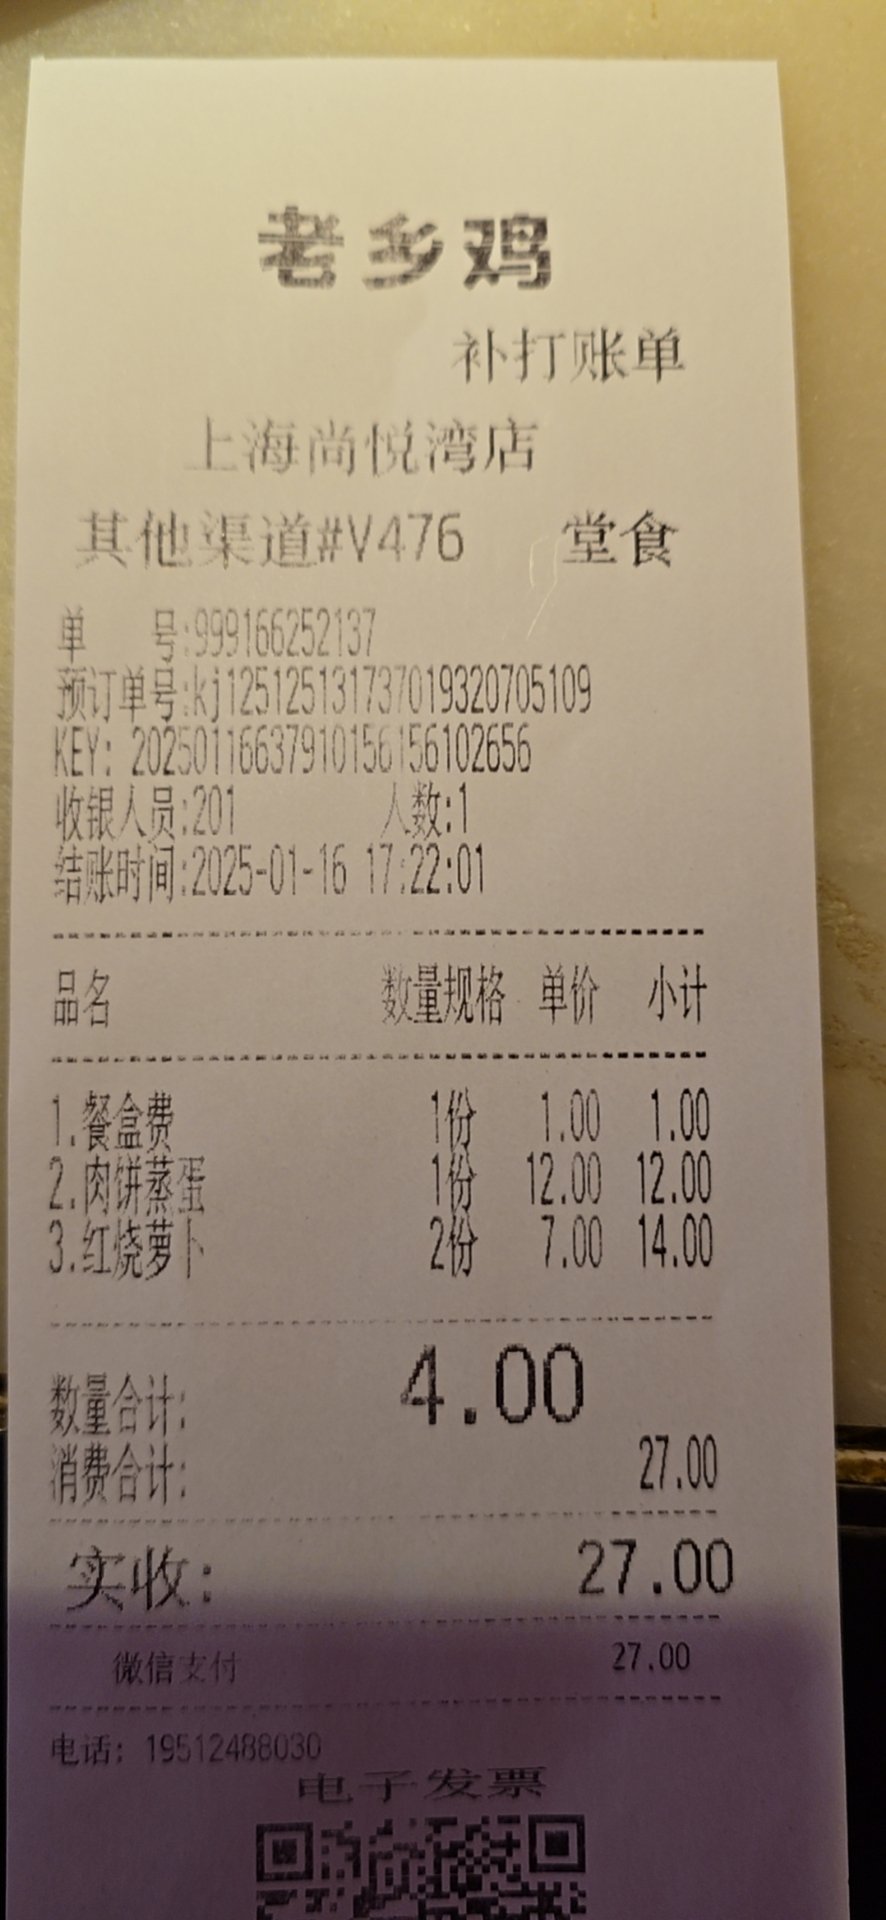 老乡鸡
补打账单
上海尚悦湾店
其他渠道#V476 堂食
单 号:999166252137
预订单号:kj125125131737019320705109
KEY: 20250116637910156156102656
收银人员:201 人数:1
结账时间:2025-01-16 17:22:01
品名 数量规格 单价 小计
1.餐盒费 1份 1.00 1.00
2.肉饼蒸蛋 1份 12.00 12.00
3.红烧萝卜 2份 7.00 14.00
数量合计: 4.00
消费合计: 27.00
实收: 27.00
微信支付 27.00
电话: 19512488030
电子发票